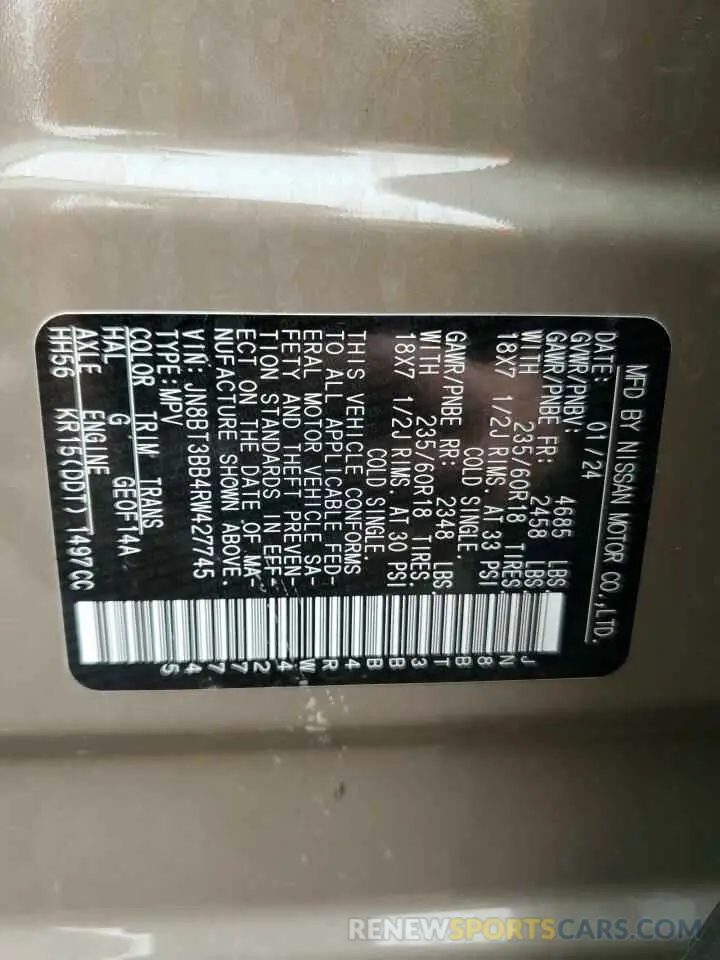 MFD BY NISSAN MOTOR CO.,LTD.
DATE: 01/24
GVWR/PNBV: 4685 LBS
GAWR/PNBE FR: 2458 LBS.
WITH 235/60R18 TIRES,
18X7 1/2J RIMS. AT 33 PSI
COLD SINGLE.
GAWR/PNBE RR: 2348 LBS.
WITH 235/60R18 TIRES.
18X7 1/2J RIMS. AT 30 PSI
COLD SINGLE.
THIS VEHICLE CONFORMS
TO ALL APPLICABLE FED-
ERAL MOTOR VEHICLE SA-
FETY AND THEFT PREVEN-
TION STANDARDS IN EFF-
ECT ON THE DATE OF MA-
NUFACTURE SHOWN ABOVE.
VIN: JN8BT3BB4RW427745
TYPE: MPV
COLOR TRIM TRANS
HAL G GE0F14A
AXLE ENGINE
HH56 KR15(DDT) 1497CC
JN8BT3BB4RW427745
RENEWSPORTSCARS.COM